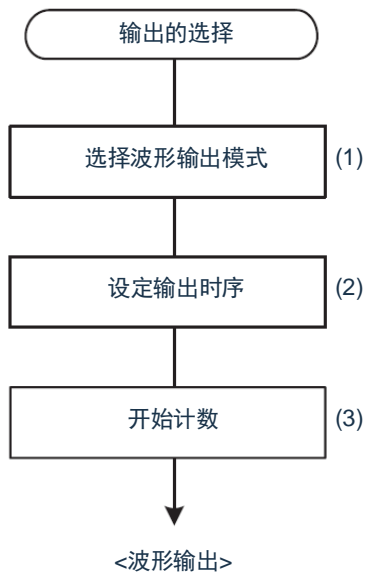 输出的选择
选择波形输出模式 (1)
设定输出时序 (2)
开始计数 (3)
<波形输出>